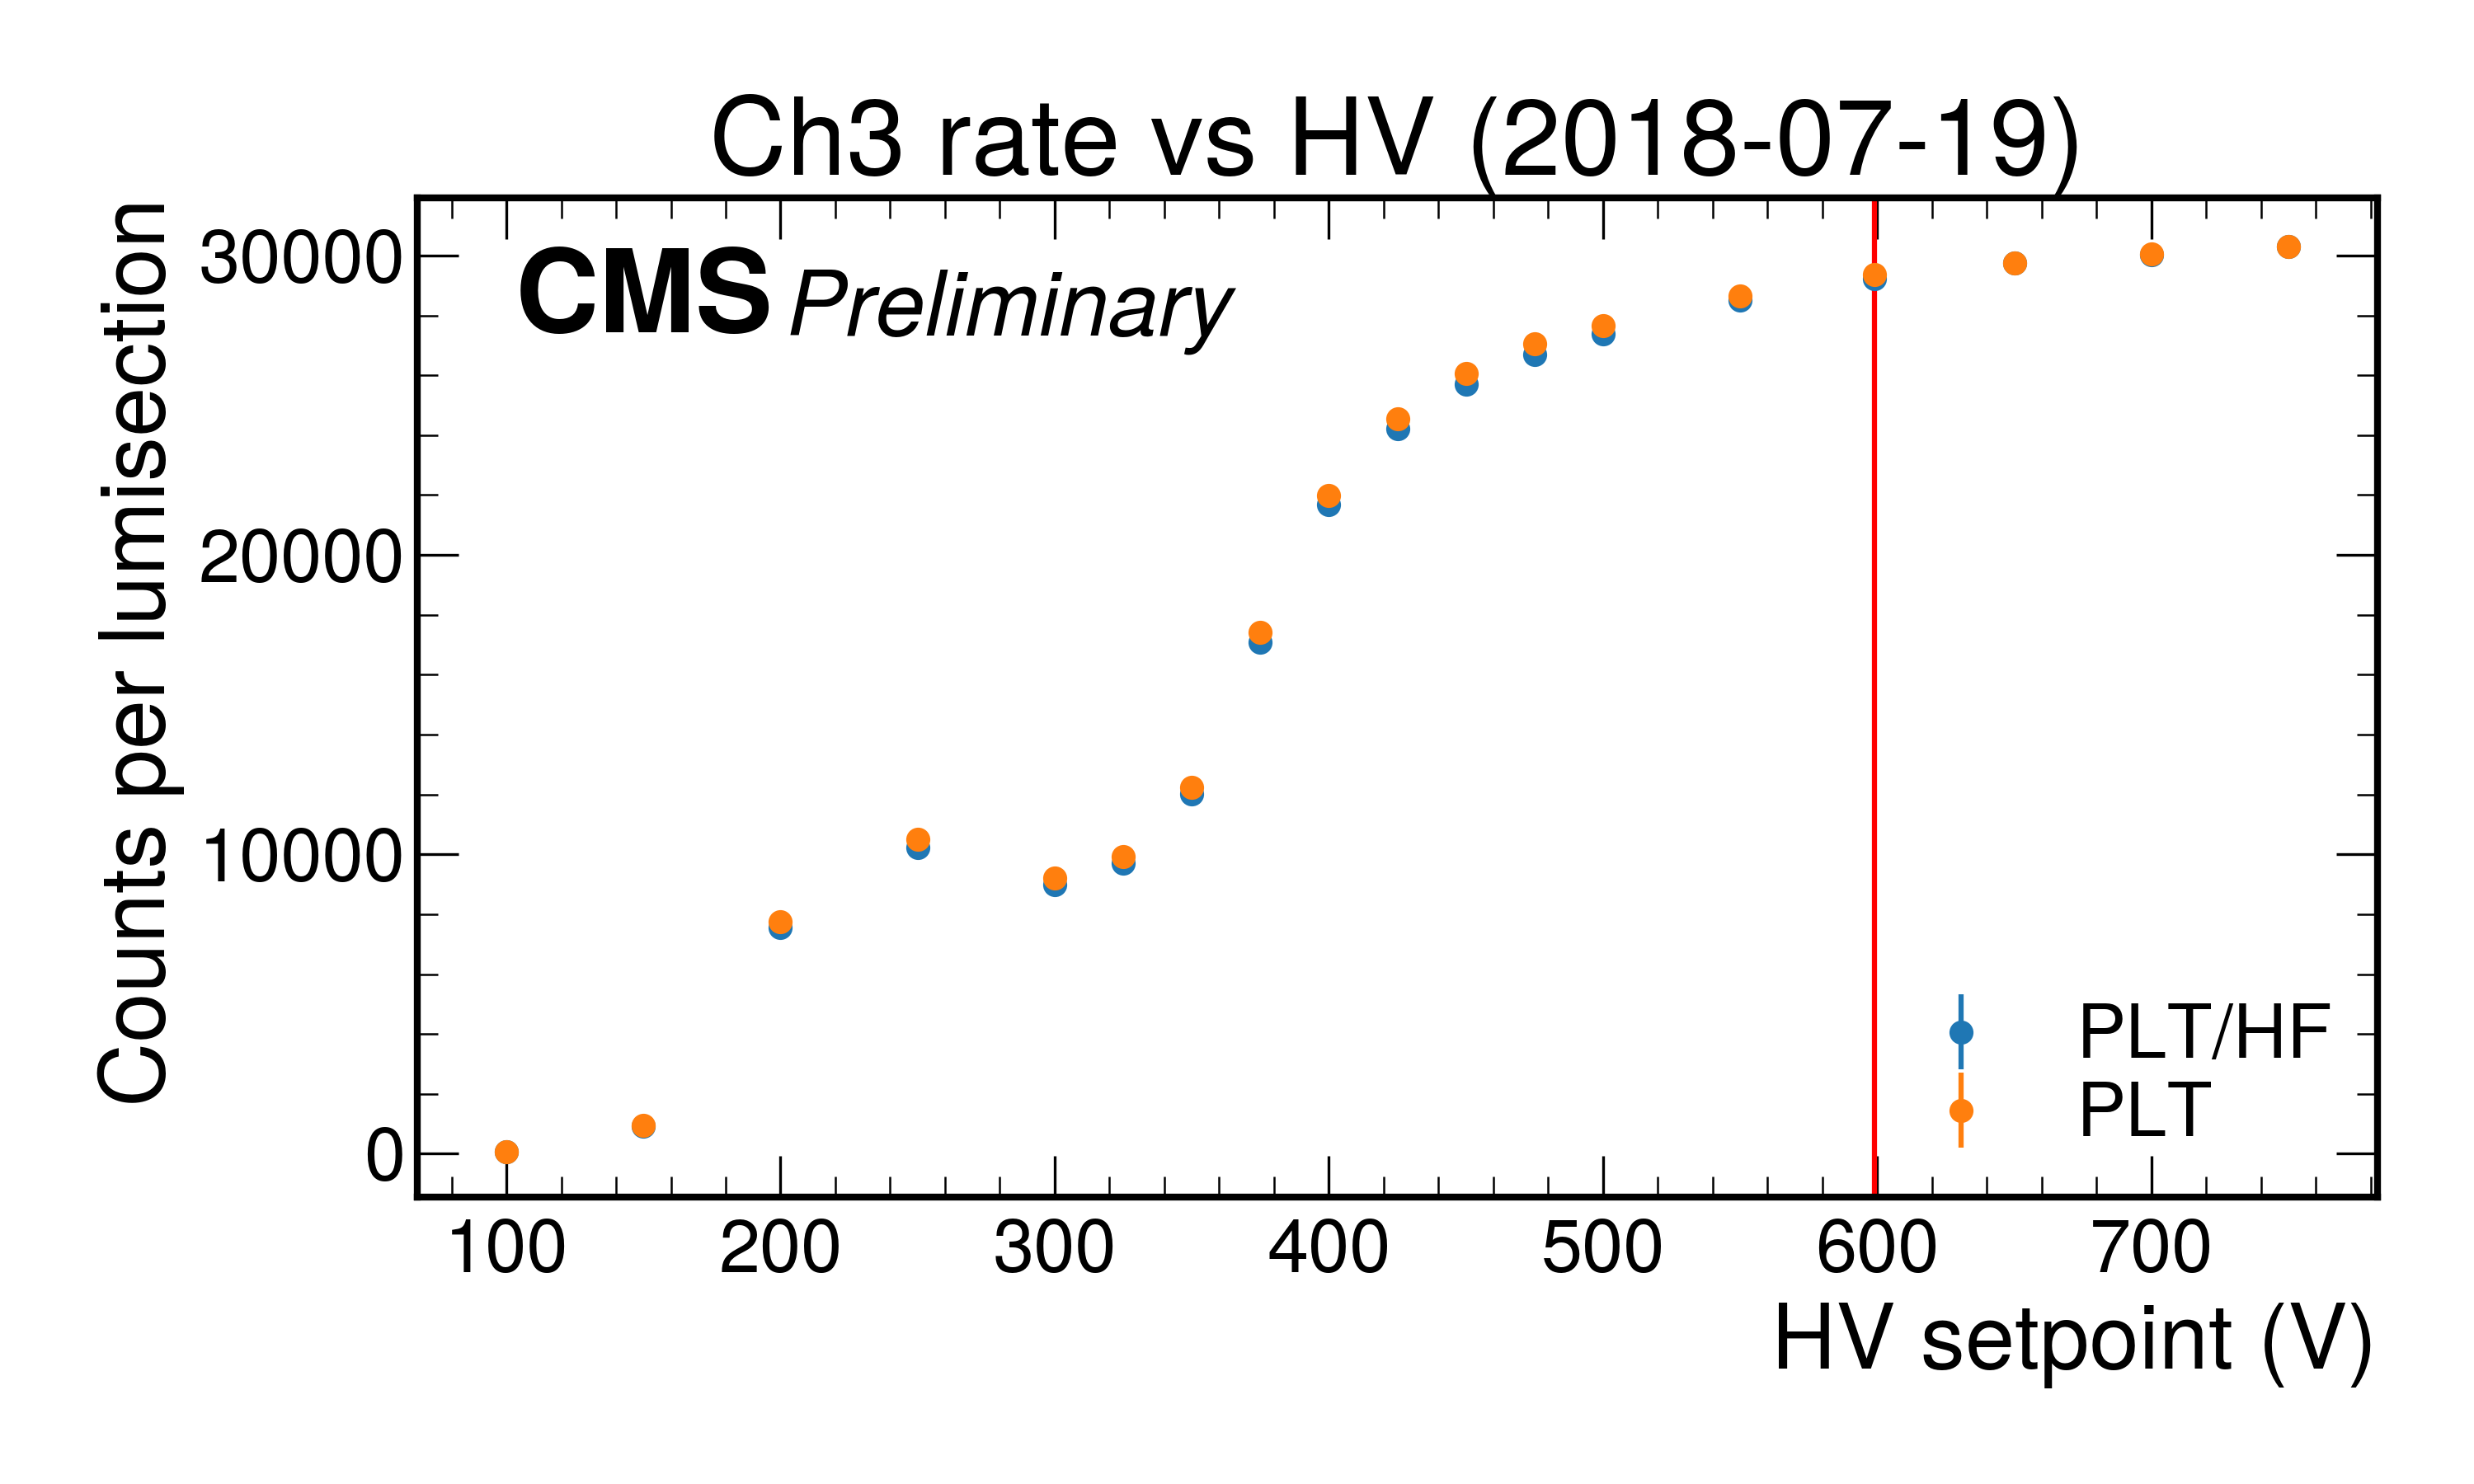 Ch3 rate vs HV (2018-07-19)
CMS Preliminary
Counts per lumisection
30000
20000
10000
0
PLT/HF
PLT
100 200 300 400 500 600 700
HV setpoint (V)